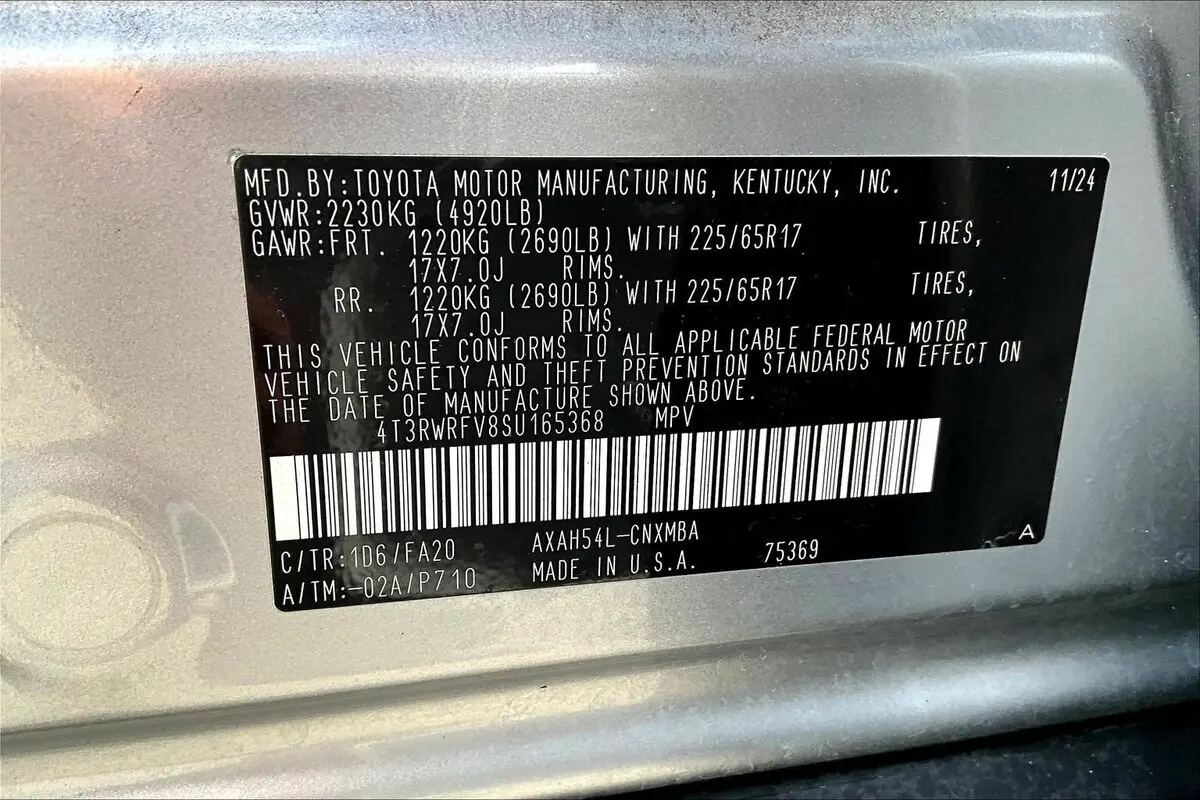 MFD.BY:TOYOTA MOTOR MANUFACTURING, KENTUCKY, INC. 11/24
GVWR:2230KG (4920LB)
GAWR:FRT. 1220KG (2690LB) WITH 225/65R17 TIRES,
17X7.0J RIMS.
RR. 1220KG (2690LB) WITH 225/65R17 TIRES,
17X7.0J RIMS.
THIS VEHICLE CONFORMS TO ALL APPLICABLE FEDERAL MOTOR
VEHICLE SAFETY AND THEFT PREVENTION STANDARDS IN EFFECT ON
THE DATE OF MANUFACTURE SHOWN ABOVE.
4T3RWRFV8SU165368 MPV
C/TR:1D6/FA20 AXAH54L-CNXMBA
A/TM:-02A/P710 MADE IN U.S.A. 75369 A